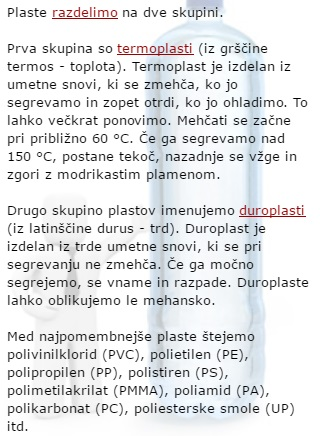 Plaste razdelimo na dve skupini.
Prva skupina so termoplasti (iz grščine
termos - toplota). Termoplast je izdelan iz
umetne snovi, ki se zmehča, ko jo
segrevamo in zopet otrdi, ko jo ohladimo. To
lahko večkrat ponovimo. Mehčati se začne
pri približno 60 °C. Če ga segrevamo nad
150 °C, postane tekoč, nazadnje se vžge in
zgori z modrikastim plamenom.
Drugo skupino plastov imenujemo duroplasti
(iz latinščine durus - trd). Duroplast je
izdelan iz trde umetne snovi, ki se pri
segrevanju ne zmehča. Če ga močno
segrejemo, se vname in razpade. Duroplaste
lahko oblikujemo le mehansko.
Med najpomembnejše plaste štejemo
polivinilklorid (PVC), polietilen (PE),
polipropilen (PP), polistiren (PS),
polimetilakrilat (PMMA), poliamid (PA),
polikarbonat (PC), poliesterske smole (UP)
itd.